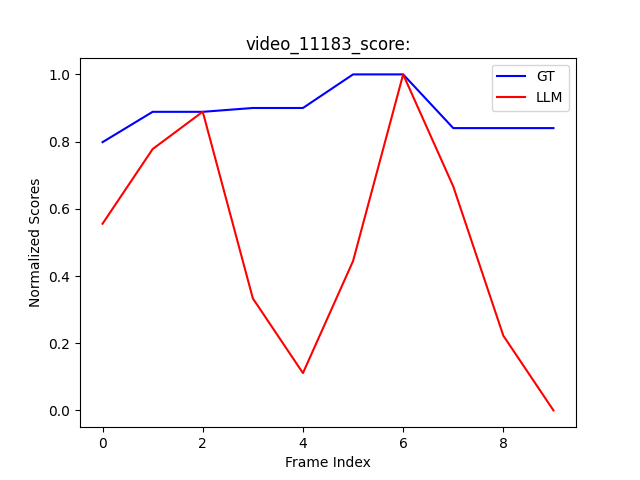 video_11183_score:
GT
LLM
Normalized Scores
1.0
0.8
0.6
0.4
0.2
0.0
0 2 4 6 8
Frame Index